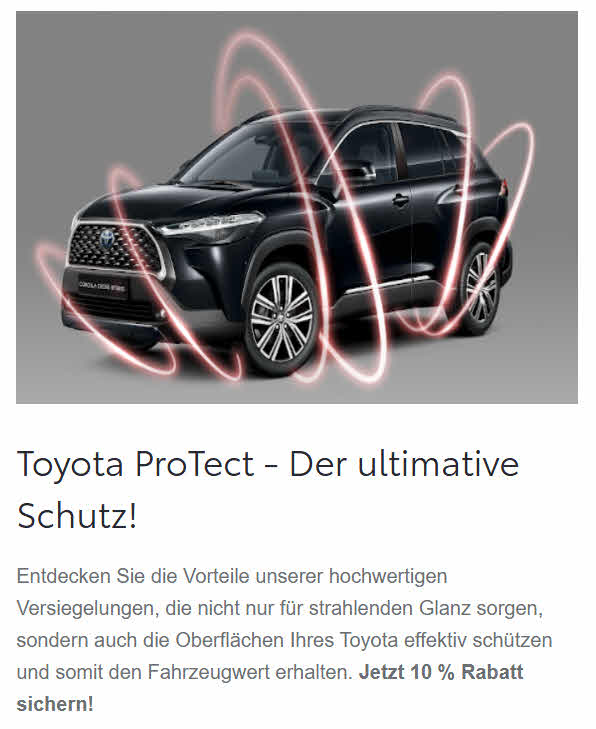 COROLLA CROSS HYBRID
Toyota ProTect - Der ultimative
Schutz!
Entdecken Sie die Vorteile unserer hochwertigen
Versiegelungen, die nicht nur für strahlenden Glanz sorgen,
sondern auch die Oberflächen Ihres Toyota effektiv schützen
und somit den Fahrzeugwert erhalten. Jetzt 10 % Rabatt
sichern!